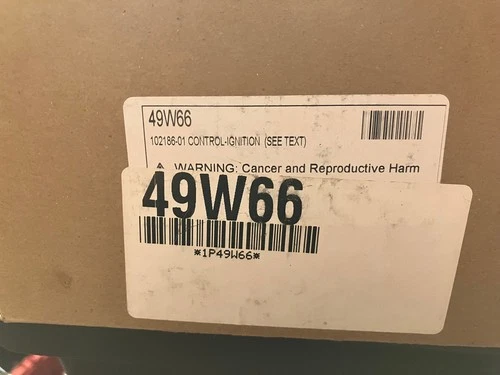 49W66
102186-01 CONTROL-IGNITION (SEE TEXT)
⚠ WARNING: Cancer and Reproductive Harm
49W66
*1P49W66*